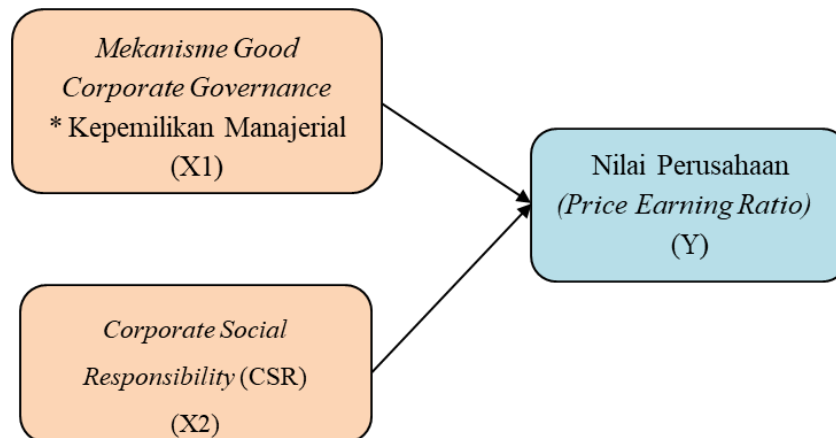 Mekanisme Good
Corporate Governance
* Kepemilikan Manajerial
(X1)
Nilai Perusahaan
(Price Earning Ratio)
(Y)
Corporate Social
Responsibility (CSR)
(X2)